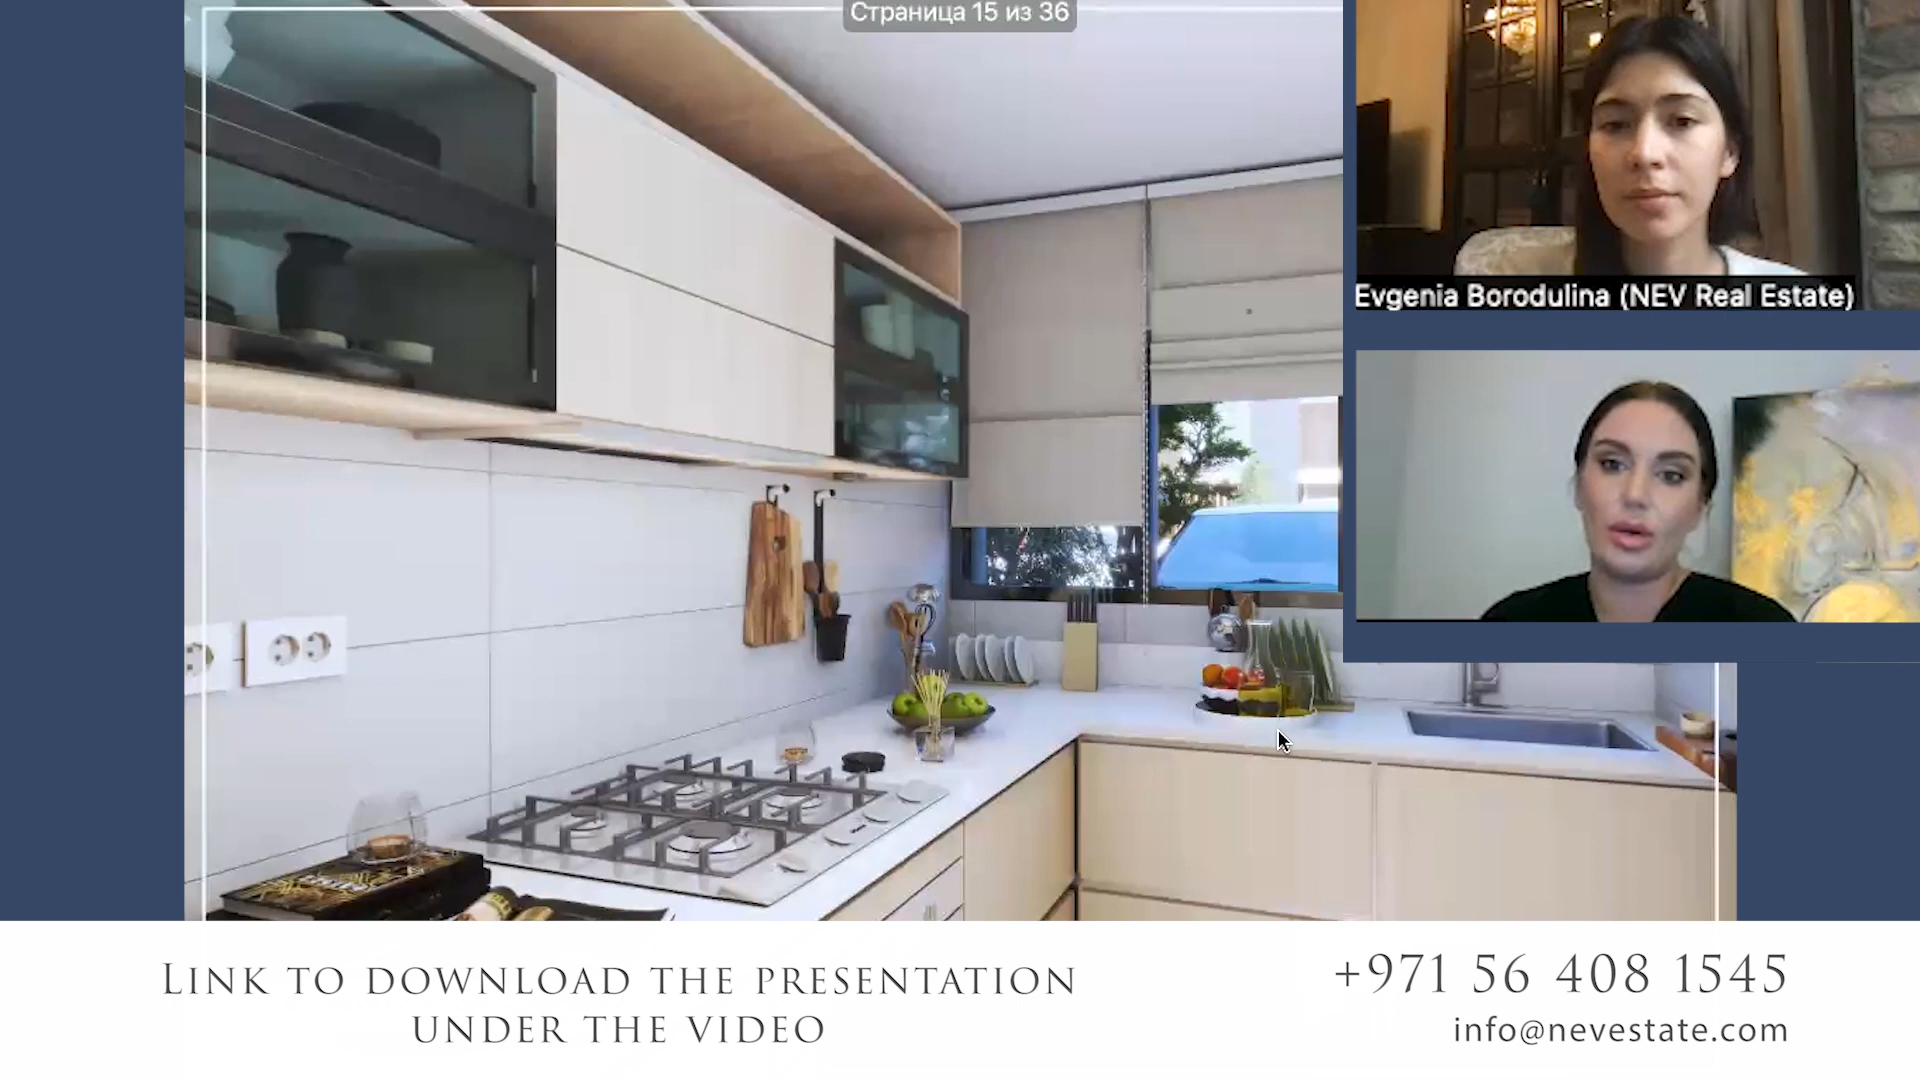 Страница 15 из 36
Evgenia Borodulina (NEV Real Estate)
LINK TO DOWNLOAD THE PRESENTATION
UNDER THE VIDEO
+971 56 408 1545
info@nevestate.com